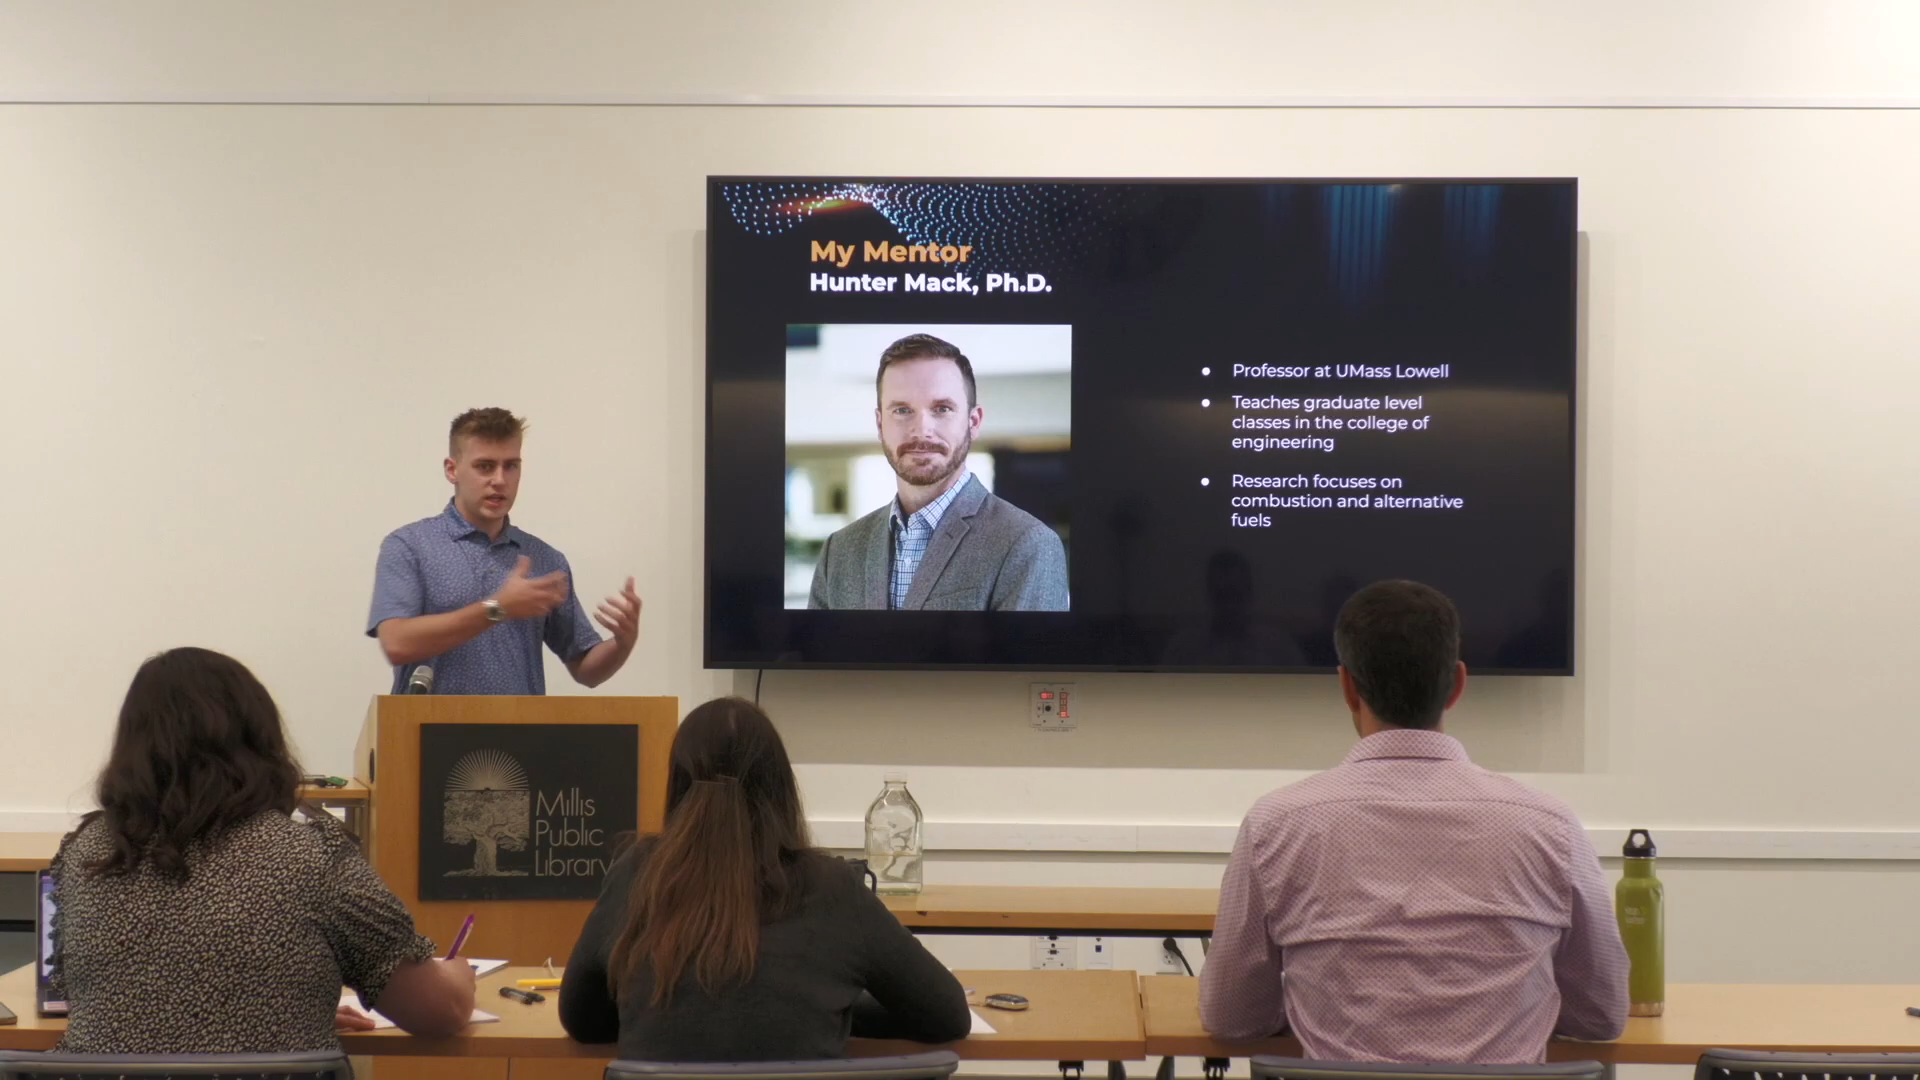 My Mentor
Hunter Mack, Ph.D.
● Professor at UMass Lowell
● Teaches graduate level
classes in the college of
engineering
● Research focuses on
combustion and alternative
fuels
Millis
Public
Library